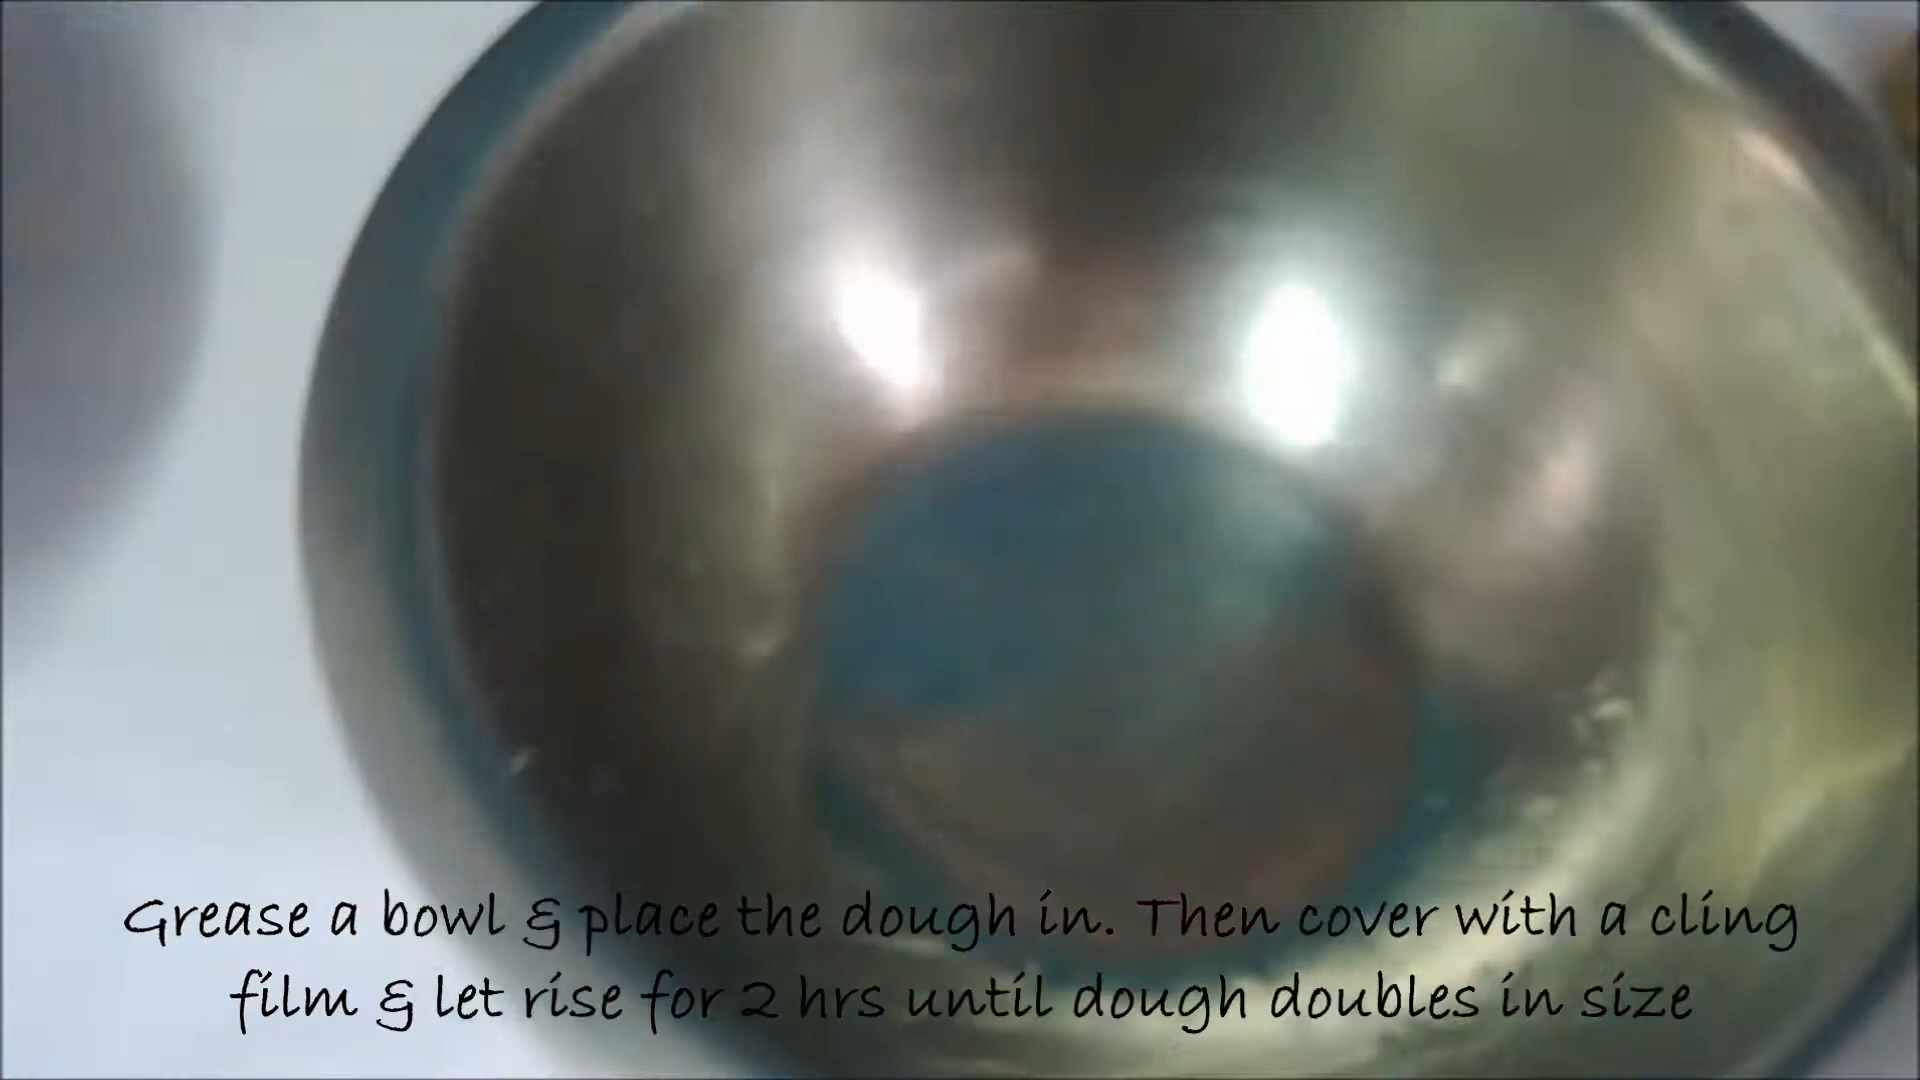 Grease a bowl & place the dough in. Then cover with a cling
film & let rise for 2 hrs until dough doubles in size